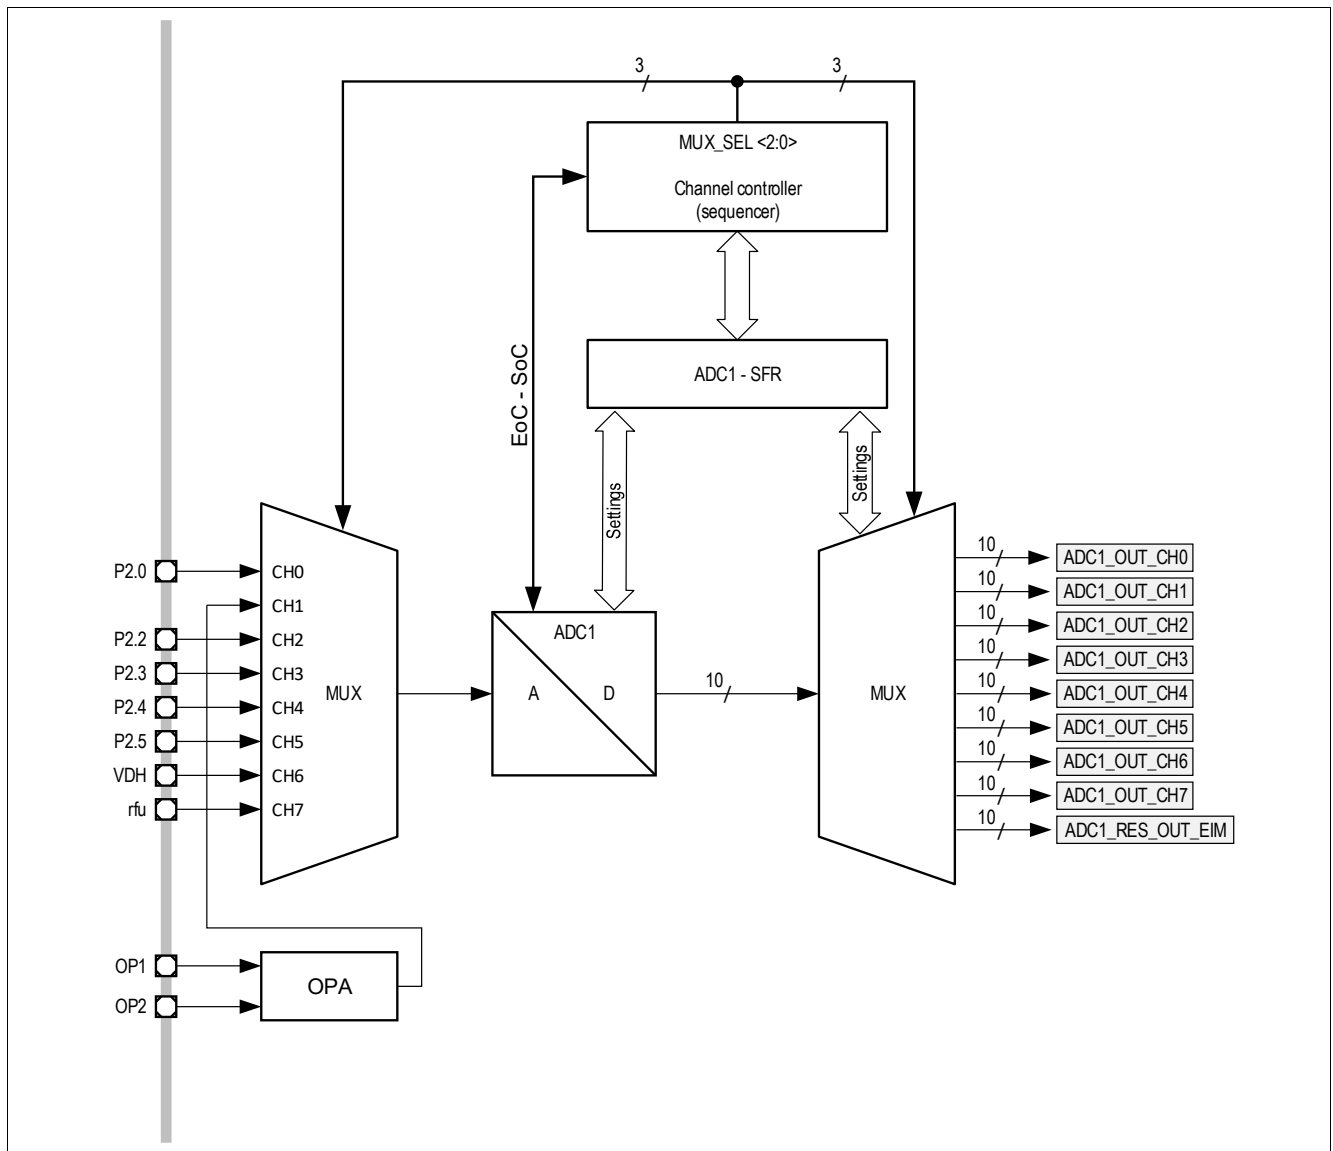 3
3
MUX_SEL <2:0>
Channel controller
(sequencer)
EoC - SoC
ADC1 - SFR
Settings
Settings
P2.0
P2.2
P2.3
P2.4
P2.5
VDH
rfu
CH0
CH1
CH2
CH3
CH4
CH5
CH6
CH7
MUX
ADC1
A
D
10
MUX
10
ADC1_OUT_CH0
10
ADC1_OUT_CH1
10
ADC1_OUT_CH2
10
ADC1_OUT_CH3
10
ADC1_OUT_CH4
10
ADC1_OUT_CH5
10
ADC1_OUT_CH6
10
ADC1_OUT_CH7
10
ADC1_RES_OUT_EIM
OP1
OP2
OPA